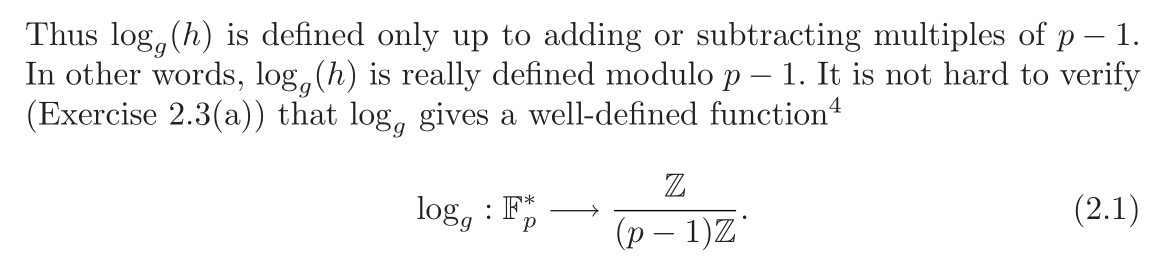 Thus log_g(h) is defined only up to adding or subtracting multiples of p − 1.
In other words, log_g(h) is really defined modulo p − 1. It is not hard to verify
(Exercise 2.3(a)) that log_g gives a well-defined function⁴
log_g : 𝔽_p^* ⟶ ℤ / (p − 1)ℤ. (2.1)